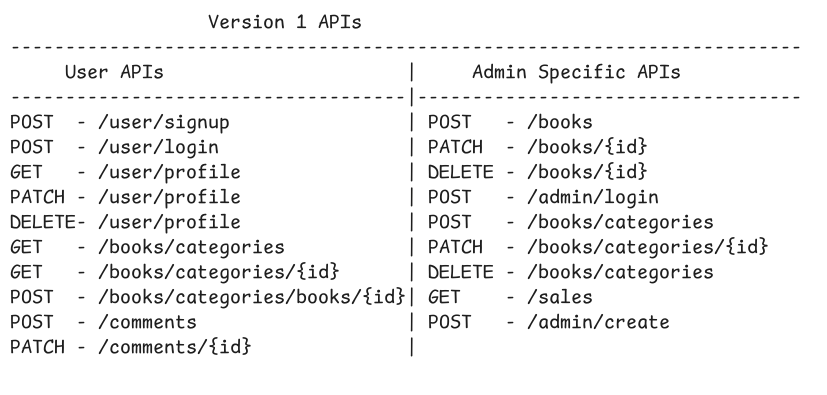 Version 1 APIs
--------------------------------------------------------------------------
User APIs | Admin Specific APIs
------------------------------------|-----------------------------------
POST - /user/signup | POST - /books
POST - /user/login | PATCH - /books/{id}
GET - /user/profile | DELETE - /books/{id}
PATCH - /user/profile | POST - /admin/login
DELETE- /user/profile | POST - /books/categories
GET - /books/categories | PATCH - /books/categories/{id}
GET - /books/categories/{id} | DELETE - /books/categories
POST - /books/categories/books/{id}| GET - /sales
POST - /comments | POST - /admin/create
PATCH - /comments/{id} |